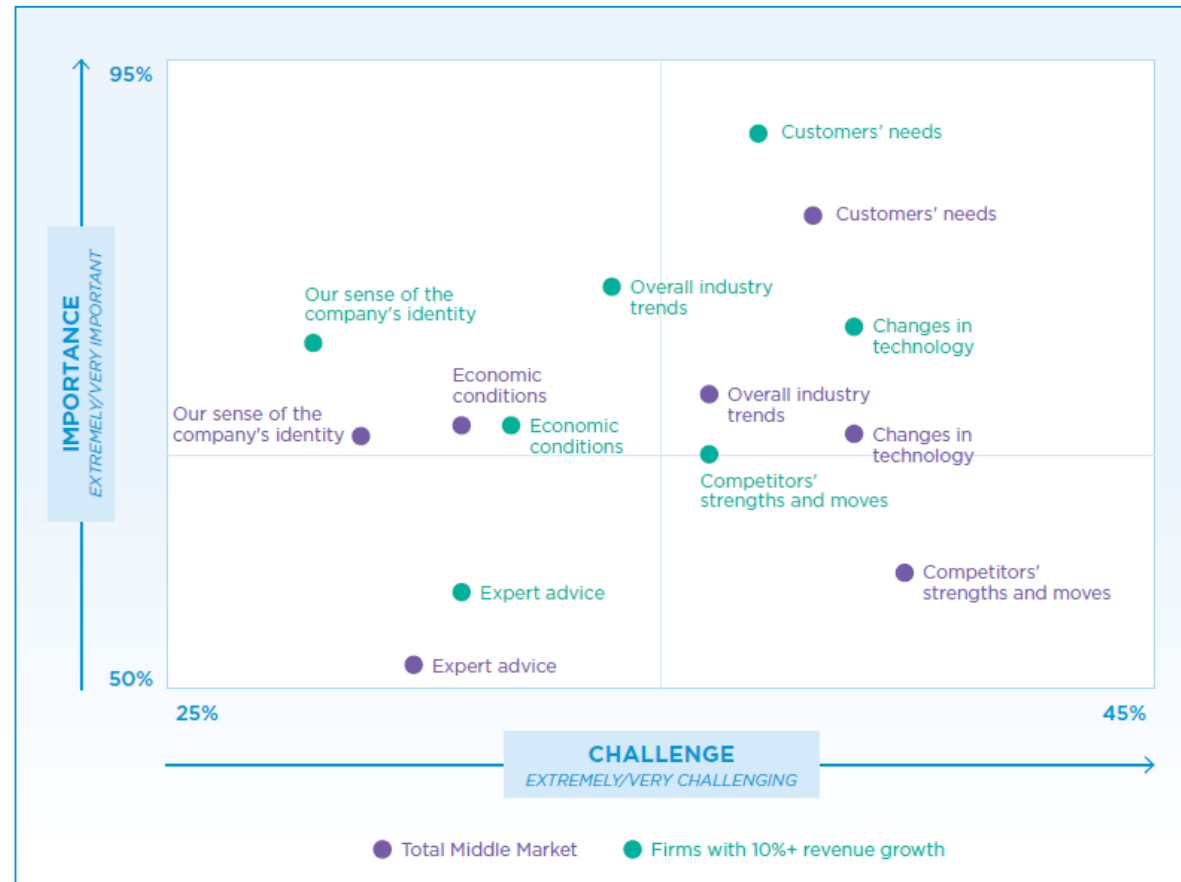 95%
Customers' needs
Customers' needs
Our sense of the
company's identity
Overall industry
trends
Changes in
technology
Economic
conditions
Overall industry
trends
Our sense of the
company's identity
Economic
conditions
Changes in
technology
Competitors'
strengths and moves
Competitors'
strengths and moves
Expert advice
Expert advice
IMPORTANCE
EXTREMELY/VERY IMPORTANT
50%
25%
45%
CHALLENGE
EXTREMELY/VERY CHALLENGING
Total Middle Market
Firms with 10%+ revenue growth